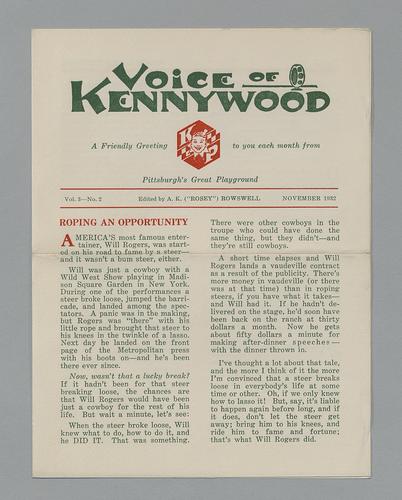 VOICE OF
KENNYWOOD
A Friendly Greeting
to you each month from
K
P
Pittsburgh's Great Playground
Vol. 3—No. 2
Edited by A. K. ("ROSEY") ROWSWELL
NOVEMBER 1932
ROPING AN OPPORTUNITY
AMERICA'S most famous enter-
tainer, Will Rogers, was start-
ed on his road to fame by a steer—
and it wasn't a bum steer, either.
Will was just a cowboy with a
Wild West Show playing in Madi-
son Square Garden in New York.
During one of the performances a
steer broke loose, jumped the barri-
cade, and landed among the spec-
tators. A panic was in the making,
but Rogers was "there" with his
little rope and brought that steer to
his knees in the twinkle of a lasso.
Next day he landed on the front
page of the Metropolitan press
with his boots on—and he's been
there ever since.
Now, wasn't that a lucky break?
If it hadn't been for that steer
breaking loose, the chances are
that Will Rogers would have been
just a cowboy for the rest of his
life. But wait a minute, let's see:
When the steer broke loose, Will
knew what to do, how to do it, and
he DID IT. That was something.
There were other cowboys in the
troupe who could have done the
same thing, but they didn't—and
they're still cowboys.
A short time elapses and Will
Rogers lands a vaudeville contract
as a result of the publicity. There's
more money in vaudeville (or there
was at that time) than in roping
steers, if you have what it takes—
and Will had it. If he hadn't de-
livered on the stage, he'd soon have
been back on the ranch at thirty
dollars a month. Now he gets
about fifty dollars a minute for
making after-dinner speeches—
with the dinner thrown in.
I've thought a lot about that tale,
and the more I think of it the more
I'm convinced that a steer breaks
loose in everybody's life at some
time or other. Oh, if we only knew
how to lasso it! But, say, it's liable
to happen again before long, and if
it does, don't let the steer get
away; bring him to his knees, and
ride him to fame and fortune;
that's what Will Rogers did.